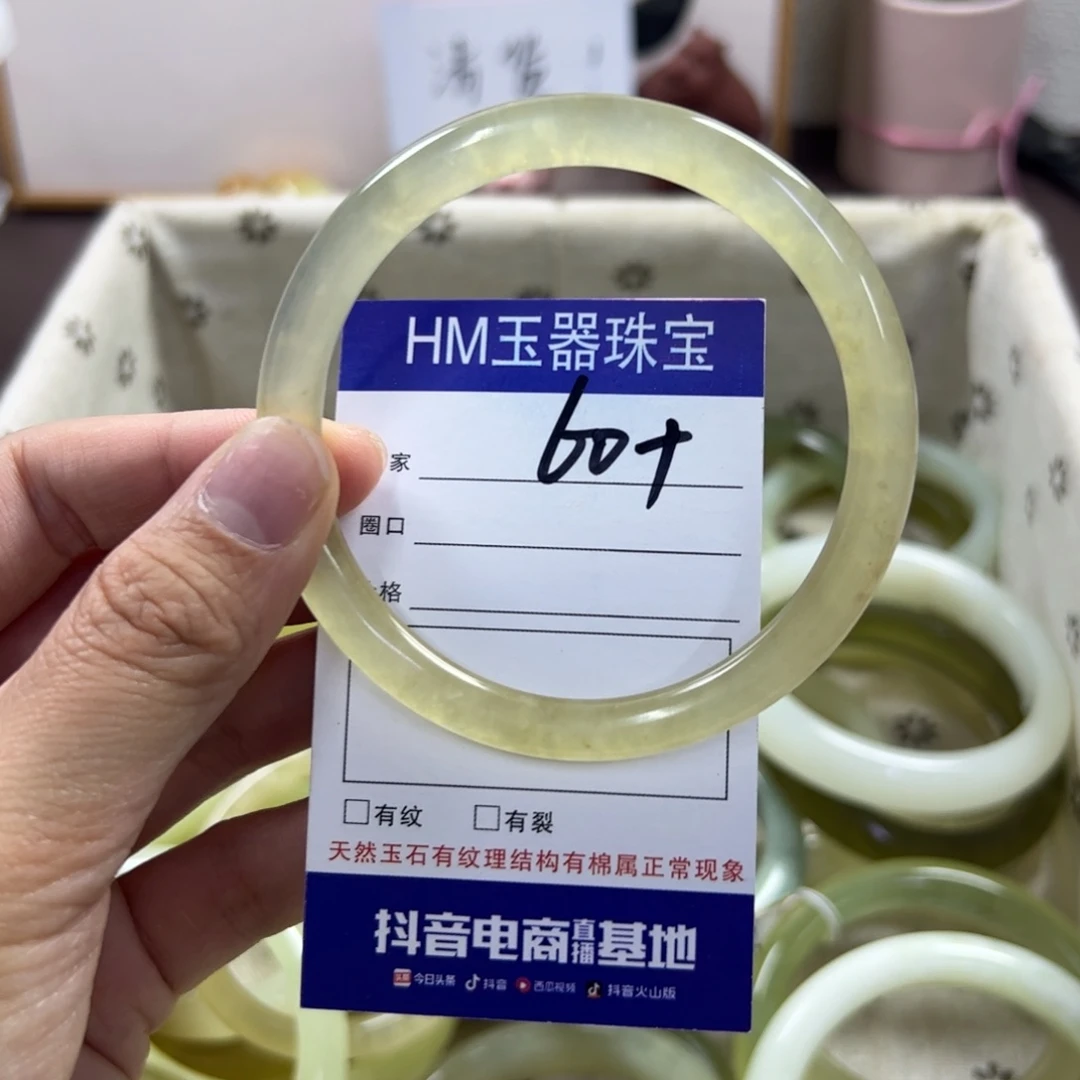 HM玉器珠宝
60+
家
圈口
格
□有纹 □有裂
天然玉石有纹理结构有棉属正常现象
抖音电商直播基地
今日头条 抖音 西瓜视频 抖音火山版